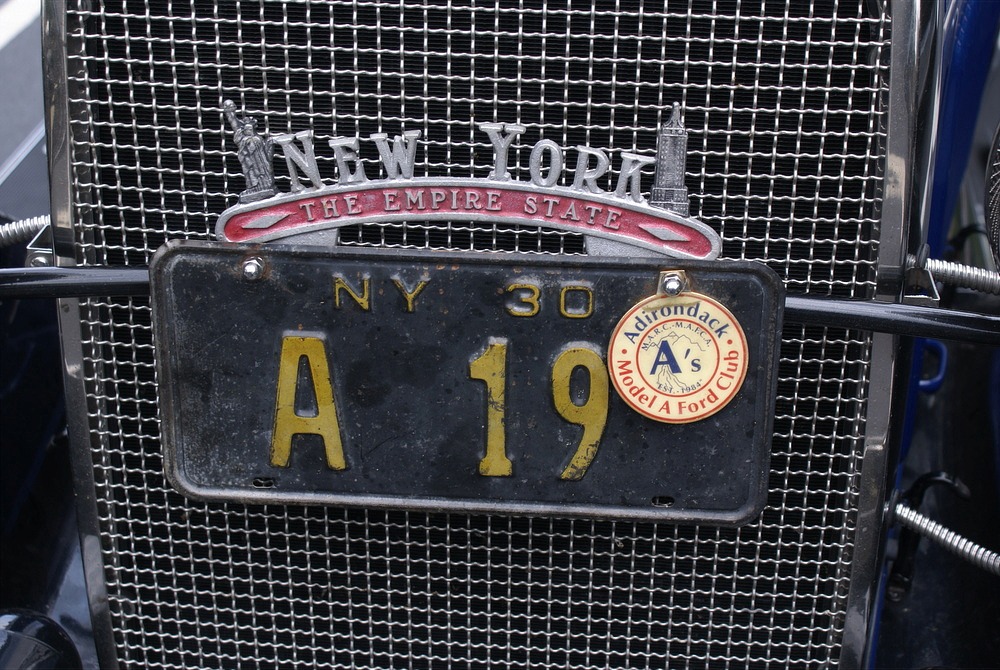 NEW YORK
THE EMPIRE STATE
NY 30
A 19
Adirondack
M.A.R.C.-M.A.F.C.A.
A's
EST. 1984
Model A Ford Club